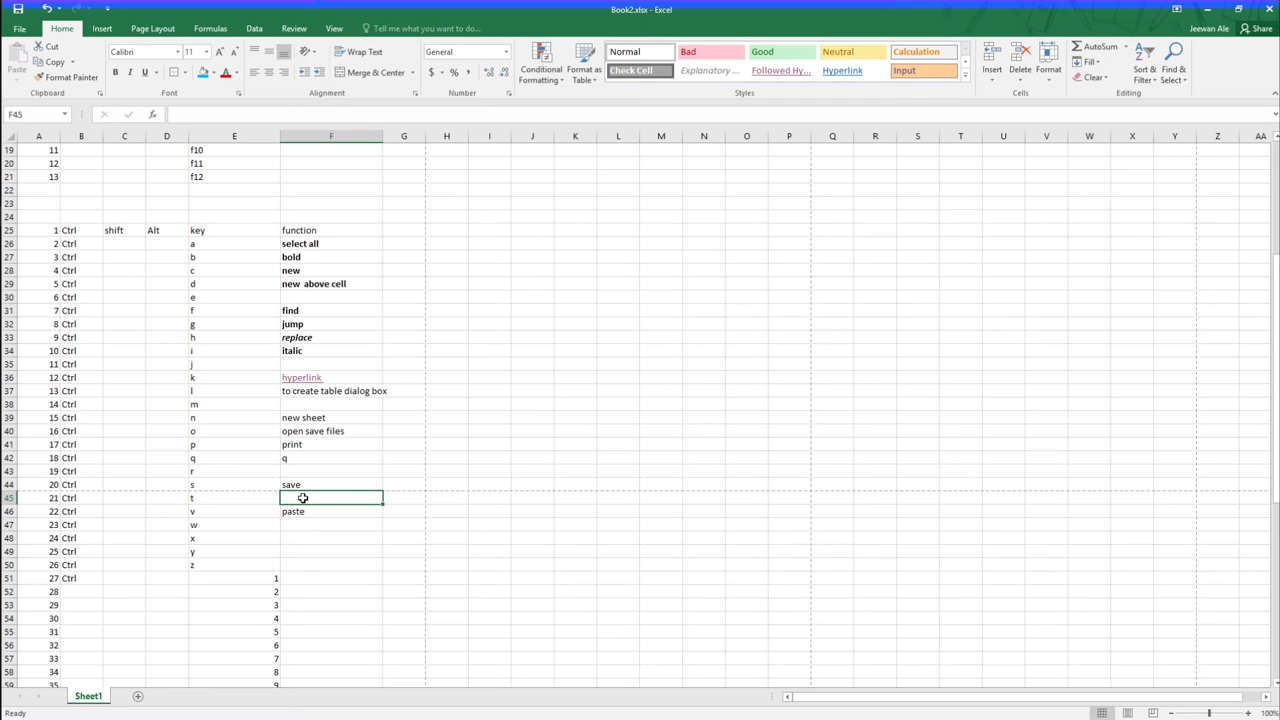 Book2.xlsx - Excel
File Home Insert Page Layout Formulas Data Review View Tell me what you want to do... Jeewan Ale Share
Paste Cut Copy Format Painter Clipboard
Calibri 11 B I U A A A Font
Wrap Text Merge & Center Alignment
General $ % , Number
Conditional Formatting Format as Table
Normal Bad Good Neutral Calculation
Check Cell Explanatory ... Followed Hy... Hyperlink Input
Styles
Insert Delete Format Cells
AutoSum Fill Clear Sort & Filter Find & Select Editing
F45 fx
A B C D E F G H I J K L M N O P Q R S T U V W X Y Z AA
19 11 f10
20 12 f11
21 13 f12
22
23
24
25 1 Ctrl shift Alt key function
26 2 Ctrl a select all
27 3 Ctrl b bold
28 4 Ctrl c new
29 5 Ctrl d new above cell
30 6 Ctrl e
31 7 Ctrl f find
32 8 Ctrl g jump
33 9 Ctrl h replace
34 10 Ctrl i italic
35 11 Ctrl j
36 12 Ctrl k hyperlink
37 13 Ctrl l to create table dialog box
38 14 Ctrl m
39 15 Ctrl n new sheet
40 16 Ctrl o open save files
41 17 Ctrl p print
42 18 Ctrl q q
43 19 Ctrl r
44 20 Ctrl s save
45 21 Ctrl t
46 22 Ctrl v paste
47 23 Ctrl w
48 24 Ctrl x
49 25 Ctrl y
50 26 Ctrl z
51 27 Ctrl 1
52 28 2
53 29 3
54 30 4
55 31 5
56 32 6
57 33 7
58 34 8
59 35 9
Sheet1
Ready 100%